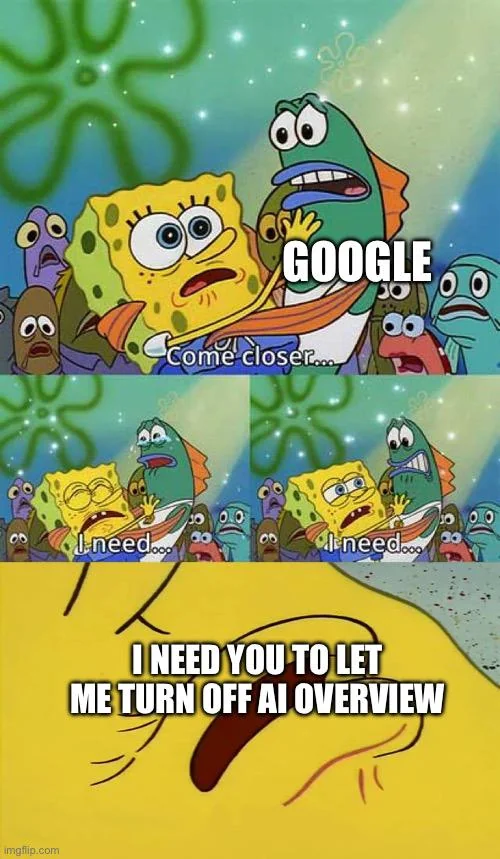 GOOGLE
Come closer...
I need...
I need...
I NEED YOU TO LET
ME TURN OFF AI OVERVIEW
imgflip.com